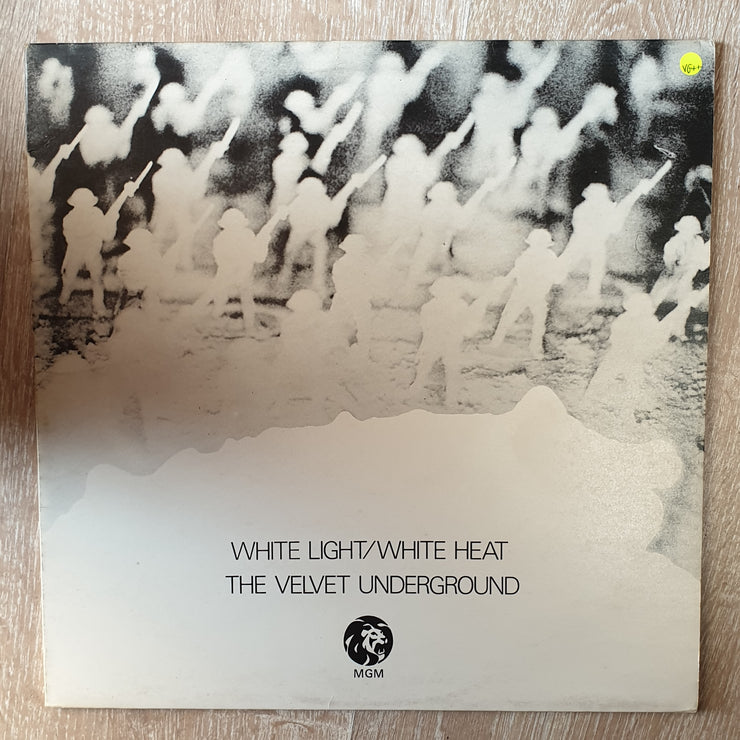 VG++
WHITE LIGHT/WHITE HEAT
THE VELVET UNDERGROUND
MGM